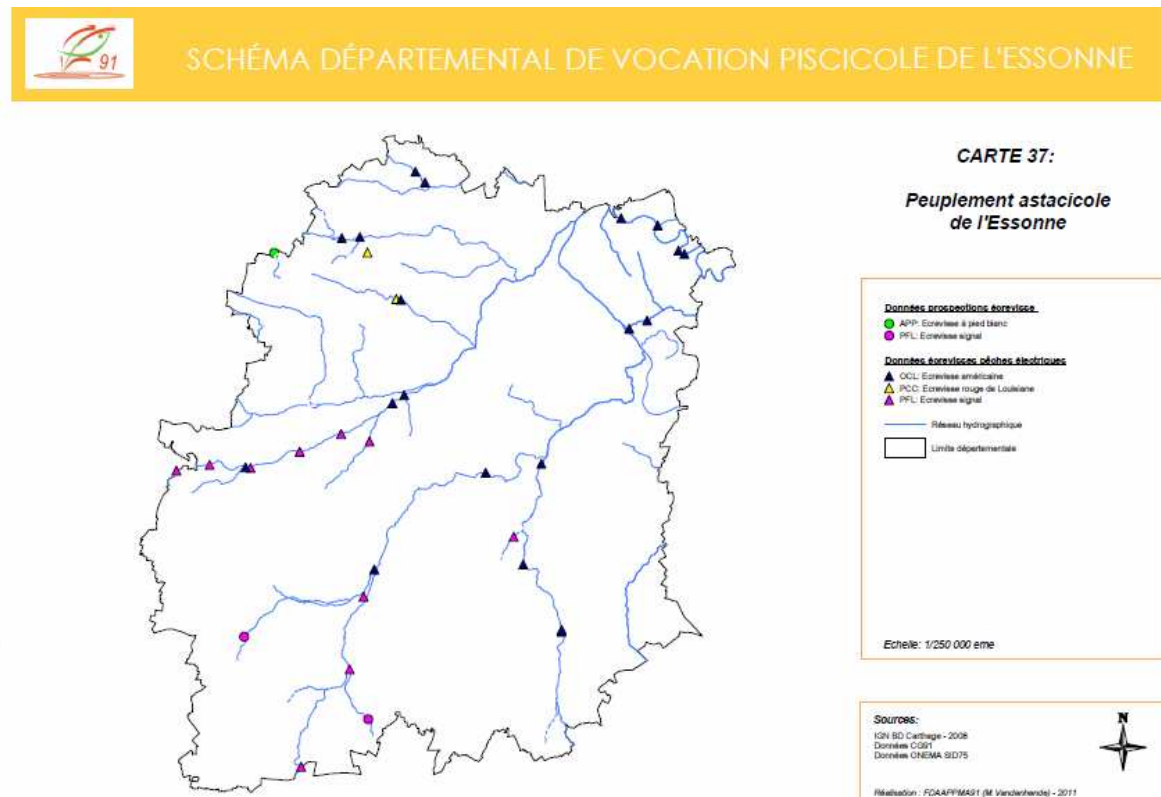 91
SCHÉMA DÉPARTEMENTAL DE VOCATION PISCICOLE DE L'ESSONNE
CARTE 37:
Peuplement astacicole
de l'Essonne
Données prospections écrevisse
APP: Ecrevisse à pied blanc
PFL: Ecrevisse signal
Données écrevisses pêches électriques
OCL: Ecrevisse américaine
PCC: Ecrevisse rouge de Louisiane
PFL: Ecrevisse signal
Réseau hydrographique
Limite départementale
Echelle: 1/250 000 eme
Sources:
IGN BD Carthage - 2008
Données CG91
Données ONEMA SID75
N
Réalisation : FDAAPPMA91 (M. Vandenhende) - 2011